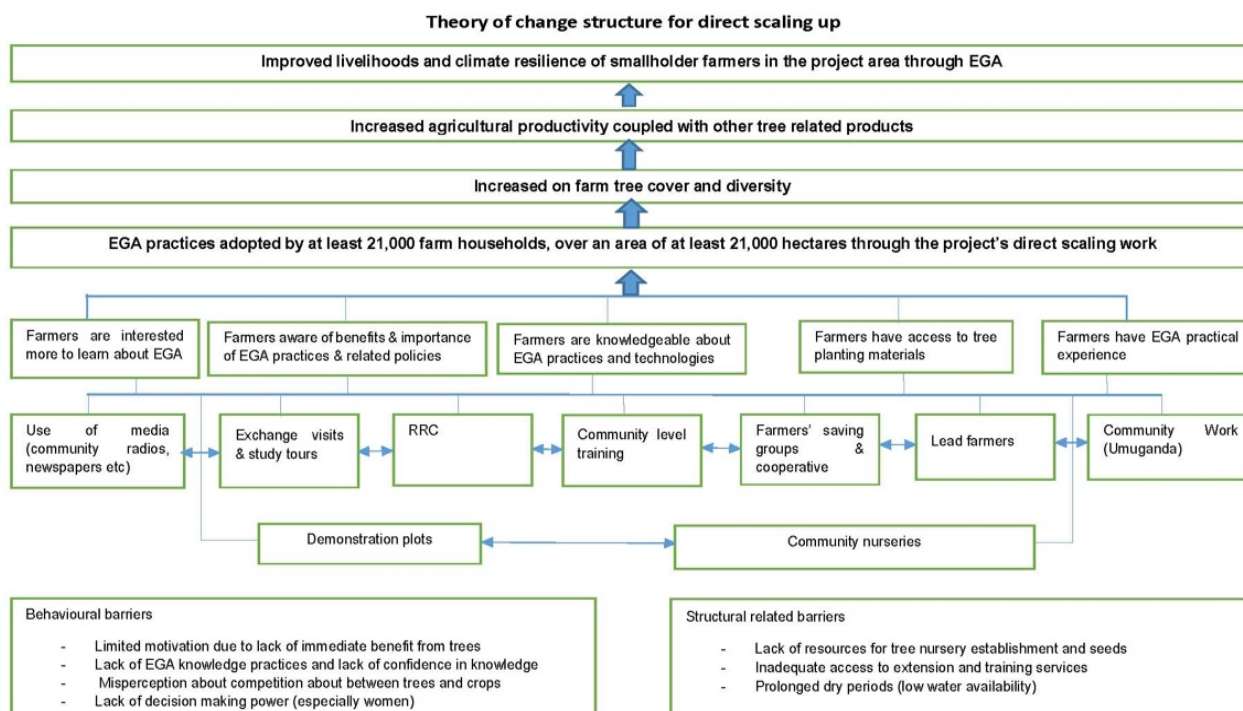 Theory of change structure for direct scaling up
Improved livelihoods and climate resilience of smallholder farmers in the project area through EGA
Increased agricultural productivity coupled with other tree related products
Increased on farm tree cover and diversity
EGA practices adopted by at least 21,000 farm households, over an area of at least 21,000 hectares through the project's direct scaling work
Farmers are interested
more to learn about EGA
Farmers aware of benefits & importance
of EGA practices & related policies
Farmers are knowledgeable about
EGA practices and technologies
Farmers have access to tree
planting materials
Farmers have EGA practical
experience
Use of media
(community radios,
newspapers etc)
Exchange visits
& study tours
RRC
Community level
training
Farmers' saving
groups &
cooperative
Lead farmers
Community Work
(Umuganda)
Demonstration plots
Community nurseries
Behavioural barriers
- Limited motivation due to lack of immediate benefit from trees
- Lack of EGA knowledge practices and lack of confidence in knowledge
- Misperception about competition about between trees and crops
- Lack of decision making power (especially women)
Structural related barriers
- Lack of resources for tree nursery establishment and seeds
- Inadequate access to extension and training services
- Prolonged dry periods (low water availability)